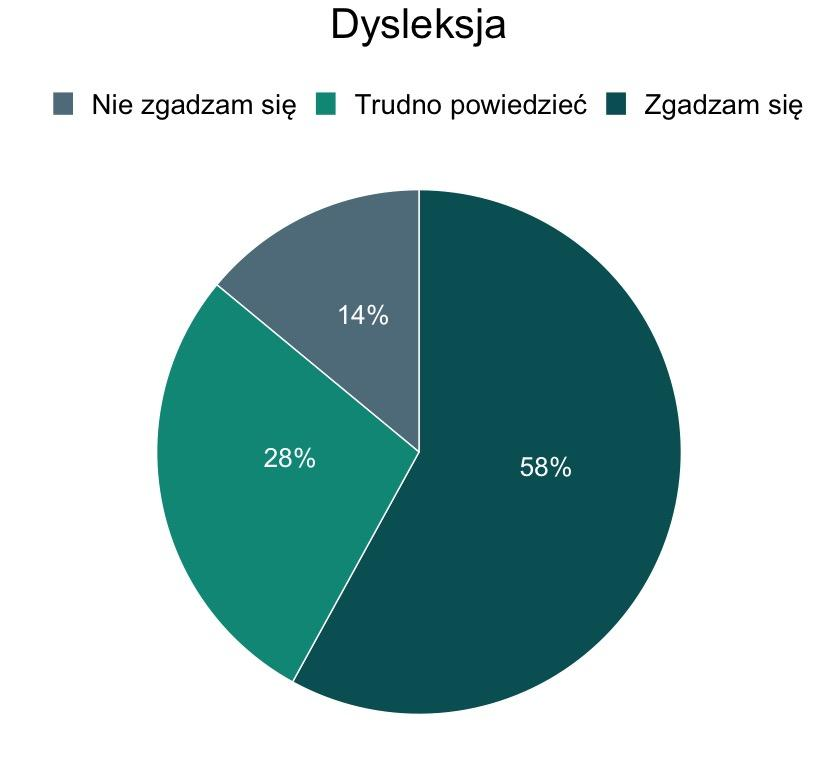 Dysleksja
Nie zgadzam się Trudno powiedzieć Zgadzam się
14%
28%
58%